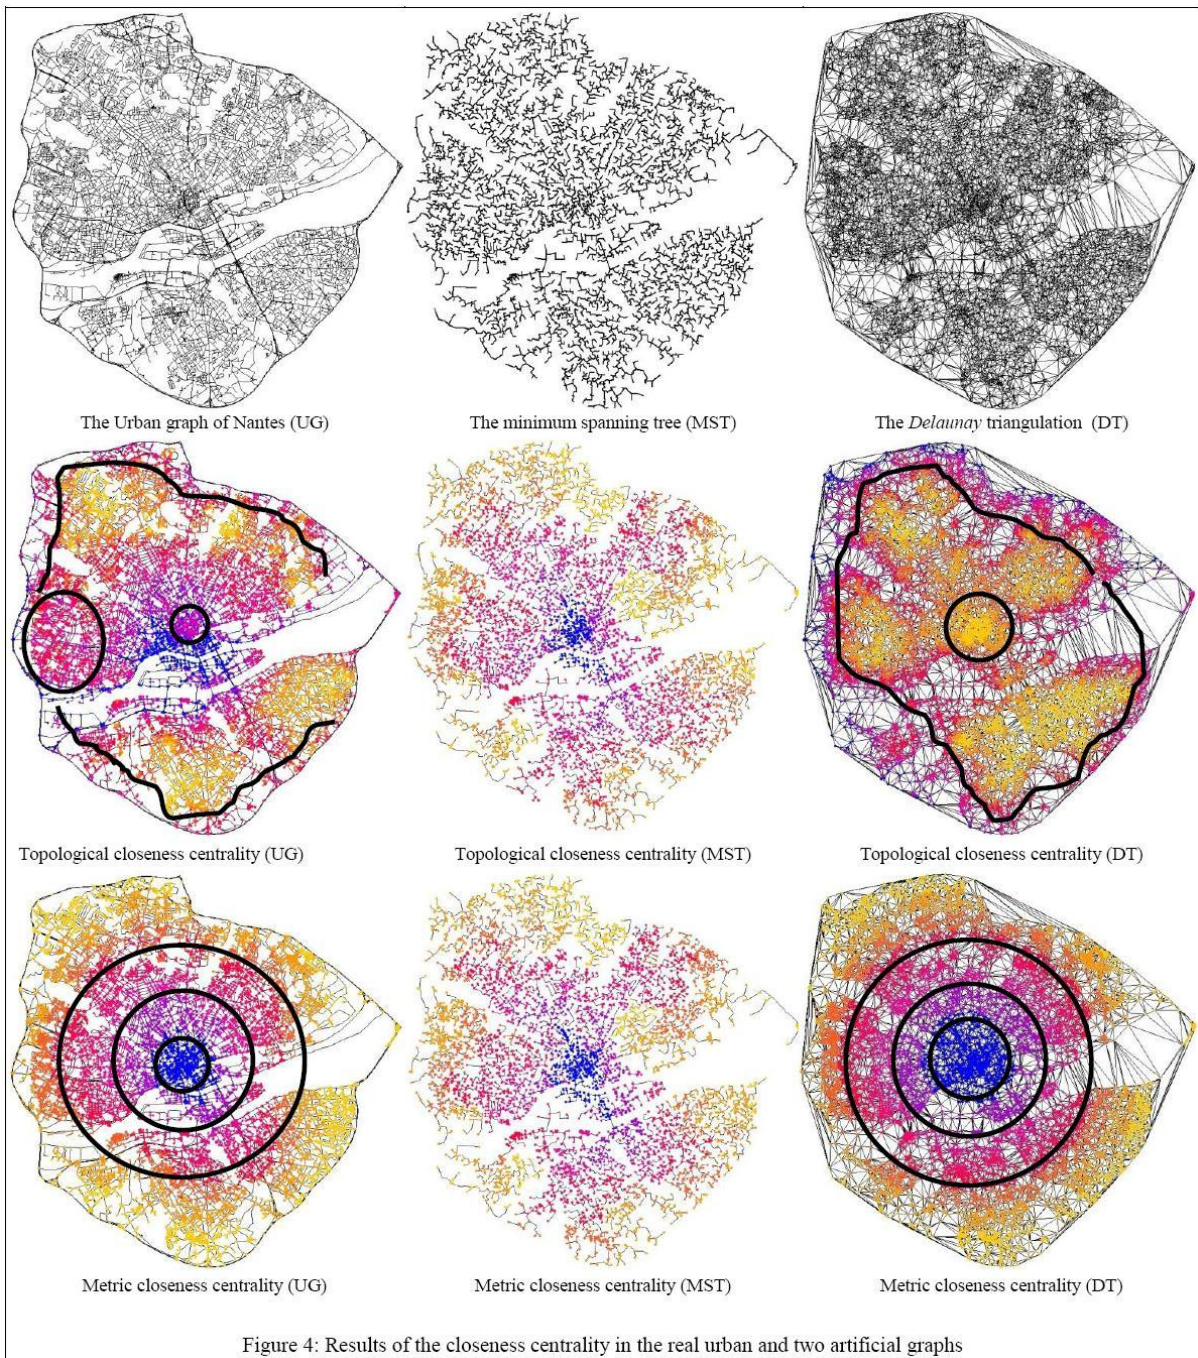 The Urban graph of Nantes (UG)
The minimum spanning tree (MST)
The Delaunay triangulation (DT)
Topological closeness centrality (UG)
Topological closeness centrality (MST)
Topological closeness centrality (DT)
Metric closeness centrality (UG)
Metric closeness centrality (MST)
Metric closeness centrality (DT)
Figure 4: Results of the closeness centrality in the real urban and two artificial graphs